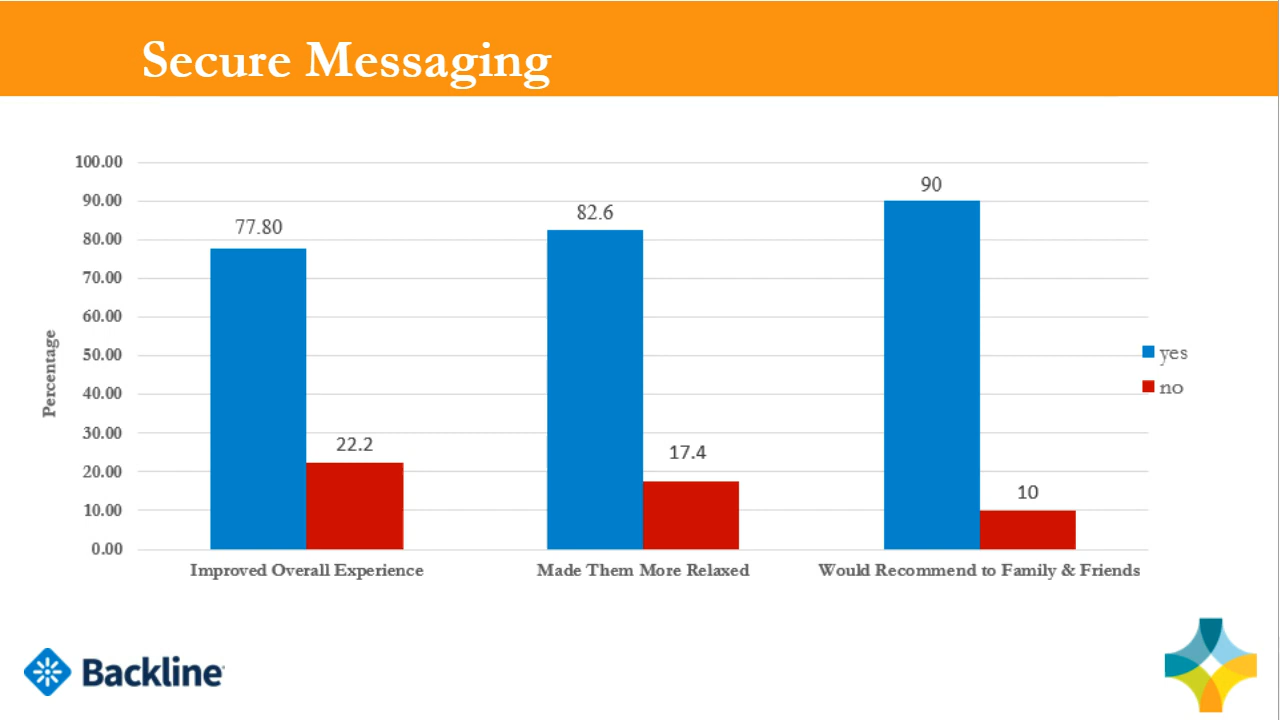 Secure Messaging
100.00
90.00
80.00
70.00
60.00
50.00
40.00
30.00
20.00
10.00
0.00
Percentage
77.80
22.2
82.6
17.4
90
10
Improved Overall Experience
Made Them More Relaxed
Would Recommend to Family & Friends
yes
no
Backline